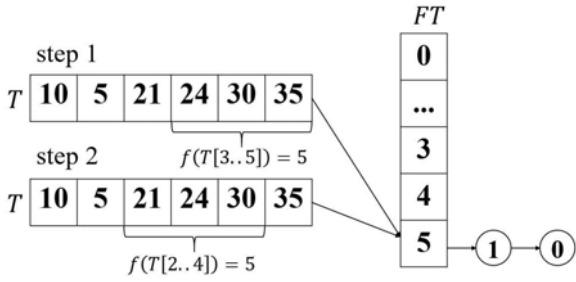 FT
step 1
T 10 5 21 24 30 35
f(T[3..5]) = 5
step 2
T 10 5 21 24 30 35
f(T[2..4]) = 5
0
...
3
4
5 1 0